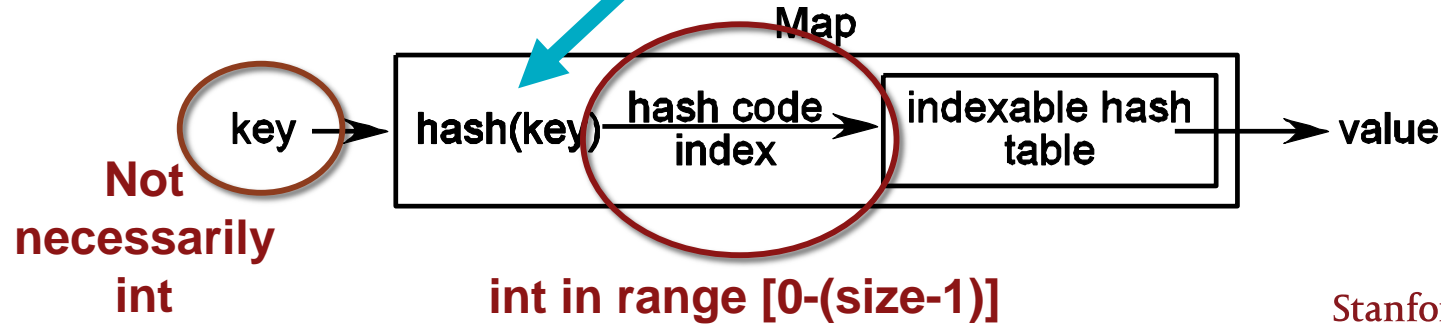 Map
key
hash(key)
hash code
index
indexable hash
table
value
Not
necessarily
int
int in range [0-(size-1)]
Stanfo